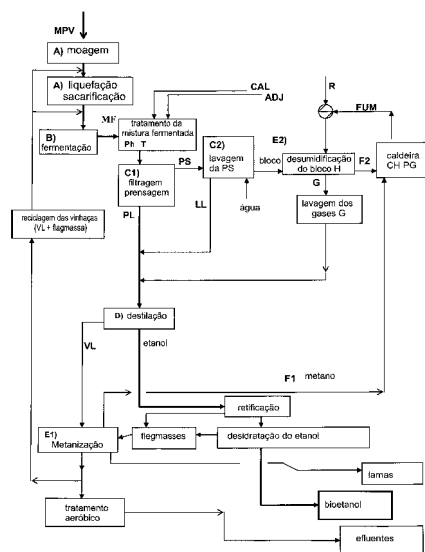 MPV
A) moagem
A) liquefação
sacarificação
B)
fermentação
MF
tratamento da
mistura fermentada
Ph T
CAL
ADJ
R
FUM
C1)
filtragem
prensagem
PS
C2)
lavagem
da PS
bloco
água
E2)
desumidificação
do bloco H
F2
caldeira
CH PG
G
lavagem dos
gases G
PL
LL
reciclagem das vinhaças
(VL + flagmassa)
D) destilação
etanol
VL
F1 metano
retificação
E1)
Metanização
flegmasses
desidratação do etanol
lamas
bioetanol
tratamento
aeróbico
efluentes